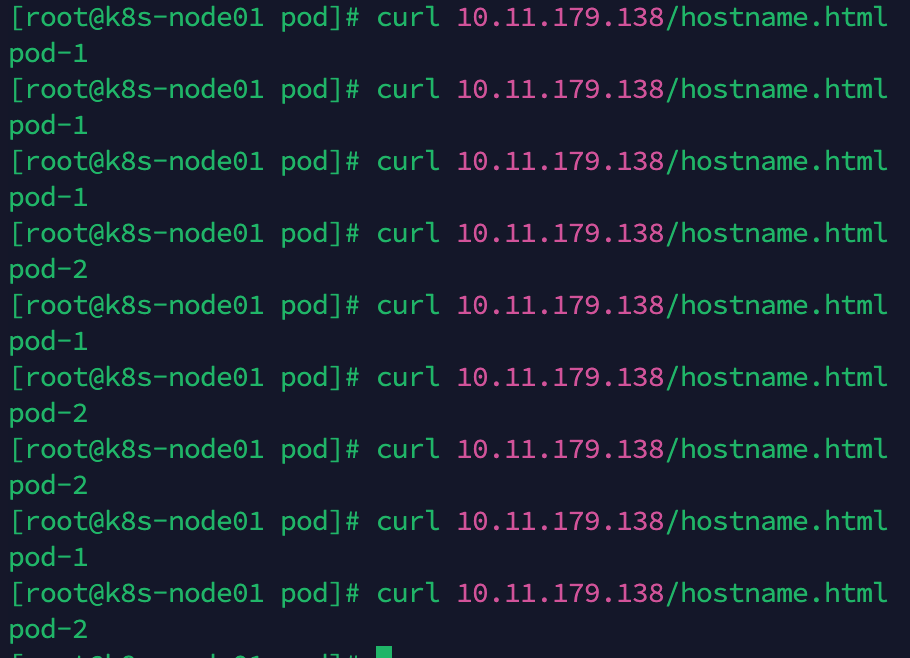 [root@k8s-node01 pod]# curl 10.11.179.138/hostname.html
pod-1
[root@k8s-node01 pod]# curl 10.11.179.138/hostname.html
pod-1
[root@k8s-node01 pod]# curl 10.11.179.138/hostname.html
pod-1
[root@k8s-node01 pod]# curl 10.11.179.138/hostname.html
pod-2
[root@k8s-node01 pod]# curl 10.11.179.138/hostname.html
pod-1
[root@k8s-node01 pod]# curl 10.11.179.138/hostname.html
pod-2
[root@k8s-node01 pod]# curl 10.11.179.138/hostname.html
pod-2
[root@k8s-node01 pod]# curl 10.11.179.138/hostname.html
pod-1
[root@k8s-node01 pod]# curl 10.11.179.138/hostname.html
pod-2